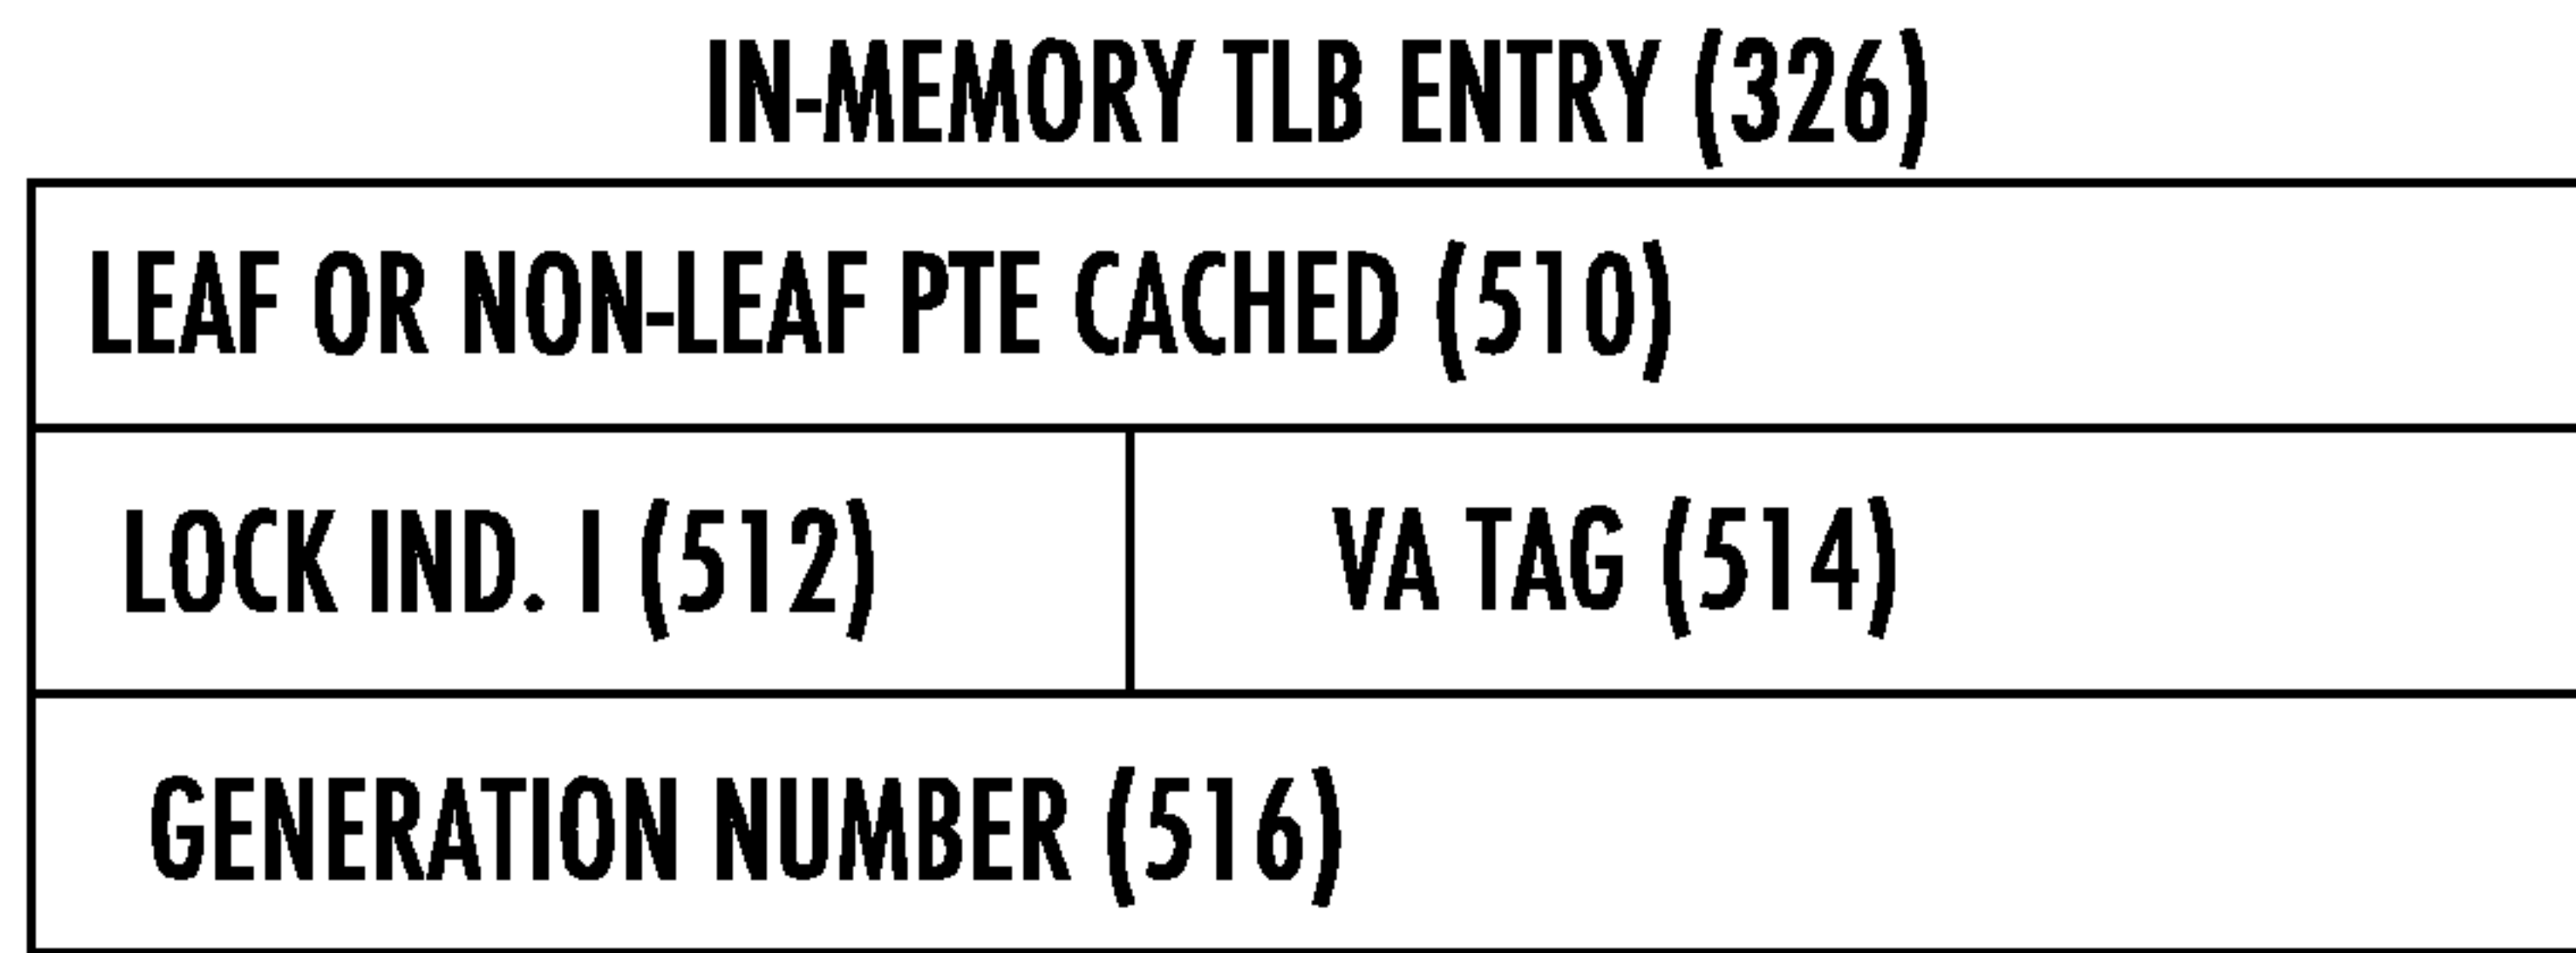 IN-MEMORY TLB ENTRY (326)
LEAF OR NON-LEAF PTE CACHED (510)
LOCK IND. I (512) VA TAG (514)
GENERATION NUMBER (516)